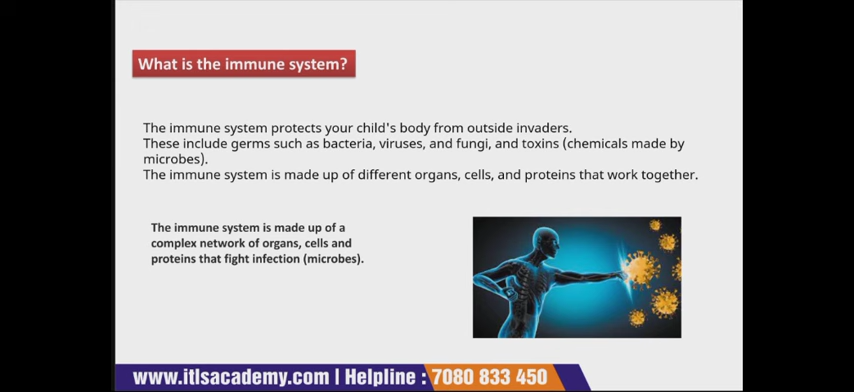 What is the immune system?
The immune system protects your child's body from outside invaders.
These include germs such as bacteria, viruses, and fungi, and toxins (chemicals made by
microbes).
The immune system is made up of different organs, cells, and proteins that work together.
The immune system is made up of a
complex network of organs, cells and
proteins that fight infection (microbes).
www.itlsacademy.com | Helpline : 7080 833 450